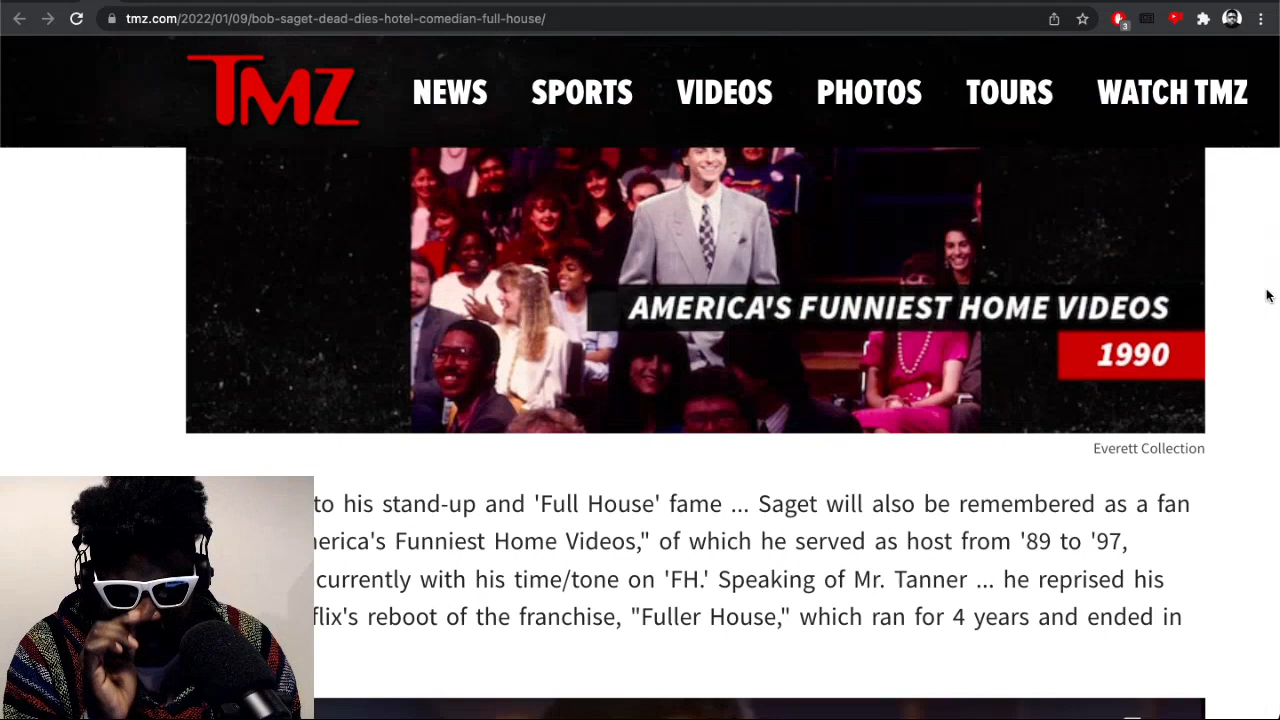 tmz.com/2022/01/09/bob-saget-dead-dies-hotel-comedian-full-house/
3
TMZ NEWS SPORTS VIDEOS PHOTOS TOURS WATCH TMZ
AMERICA'S FUNNIEST HOME VIDEOS
1990
Everett Collection
to his stand-up and 'Full House' fame ... Saget will also be remembered as a fan
erica's Funniest Home Videos," of which he served as host from '89 to '97,
currently with his time/tone on 'FH.' Speaking of Mr. Tanner ... he reprised his
flix's reboot of the franchise, "Fuller House," which ran for 4 years and ended in